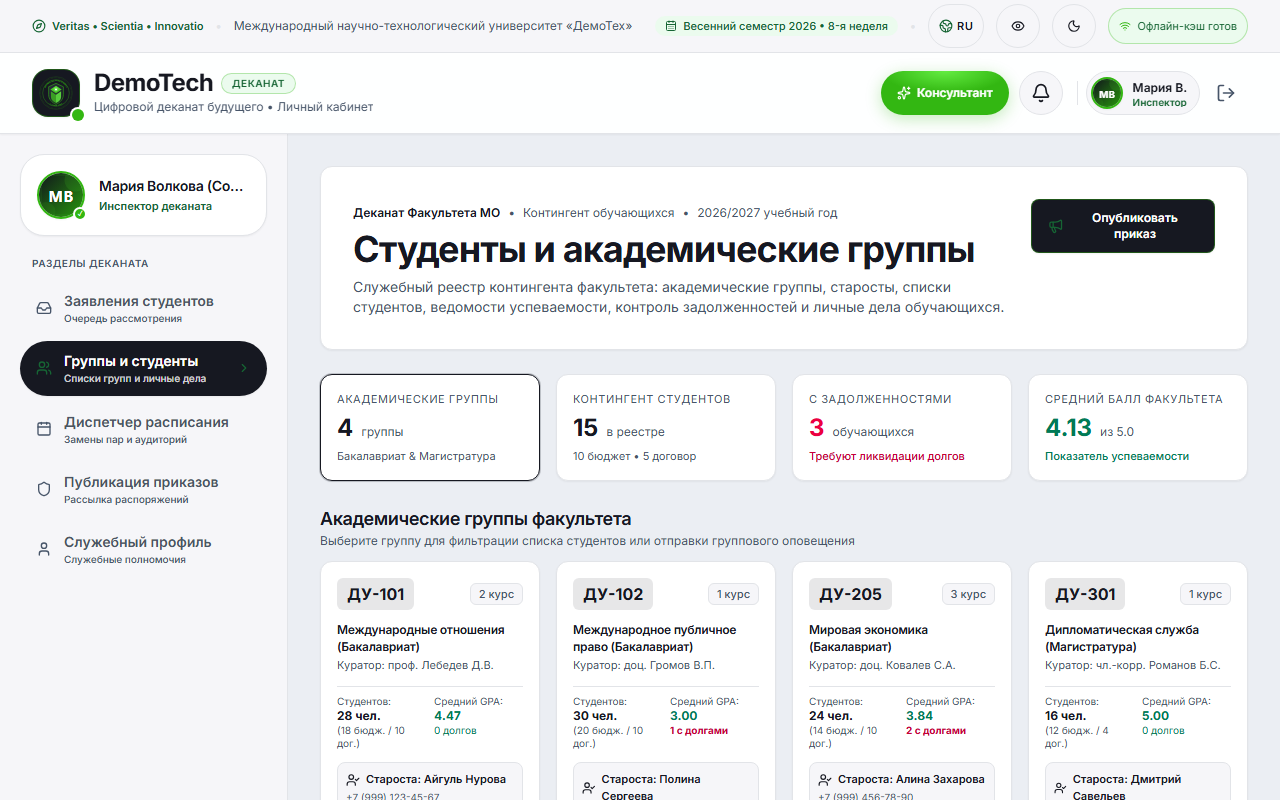 Veritas • Scientia • Innovatio
Международный научно-технологический университет «ДемоТех»
Весенний семестр 2026 • 8-я неделя
RU
Офлайн-кэш готов
DemoTech
ДЕКАНАТ
Цифровой деканат будущего • Личный кабинет
Консультант
МВ
Мария В.
Инспектор
МВ
Мария Волкова (Со...
Инспектор деканата
РАЗДЕЛЫ ДЕКАНАТА
Заявления студентов
Очередь рассмотрения
Группы и студенты
Списки групп и личные дела
Диспетчер расписания
Замены пар и аудиторий
Публикация приказов
Рассылка распоряжений
Служебный профиль
Служебные полномочия
Деканат Факультета МО • Контингент обучающихся • 2026/2027 учебный год
Студенты и академические группы
Служебный реестр контингента факультета: академические группы, старосты, списки
студентов, ведомости успеваемости, контроль задолженностей и личные дела обучающихся.
Опубликовать
приказ
АКАДЕМИЧЕСКИЕ ГРУППЫ
4 группы
Бакалавриат & Магистратура
КОНТИНГЕНТ СТУДЕНТОВ
15 в реестре
10 бюджет • 5 договор
С ЗАДОЛЖЕННОСТЯМИ
3 обучающихся
Требуют ликвидации долгов
СРЕДНИЙ БАЛЛ ФАКУЛЬТЕТА
4.13 из 5.0
Показатель успеваемости
Академические группы факультета
Выберите группу для фильтрации списка студентов или отправки группового оповещения
ДУ-101
2 курс
Международные отношения
(Бакалавриат)
Куратор: проф. Лебедев Д.В.
Студентов:
28 чел.
(18 бюдж. / 10
дог.)
Средний GPA:
4.47
0 долгов
Староста: Айгуль Нурова
+7 (999) 123-45-67
ДУ-102
1 курс
Международное публичное
право (Бакалавриат)
Куратор: доц. Громов В.П.
Студентов:
30 чел.
(20 бюдж. / 10
дог.)
Средний GPA:
3.00
1 с долгами
Староста: Полина
Сергеева
ДУ-205
3 курс
Мировая экономика
(Бакалавриат)
Куратор: доц. Ковалев С.А.
Студентов:
24 чел.
(14 бюдж. / 10
дог.)
Средний GPA:
3.84
2 с долгами
Староста: Алина Захарова
+7 (999) 456-78-90
ДУ-301
1 курс
Дипломатическая служба
(Магистратура)
Куратор: чл.-корр. Романов Б.С.
Студентов:
16 чел.
(12 бюдж. / 4
дог.)
Средний GPA:
5.00
0 долгов
Староста: Дмитрий
Савельев